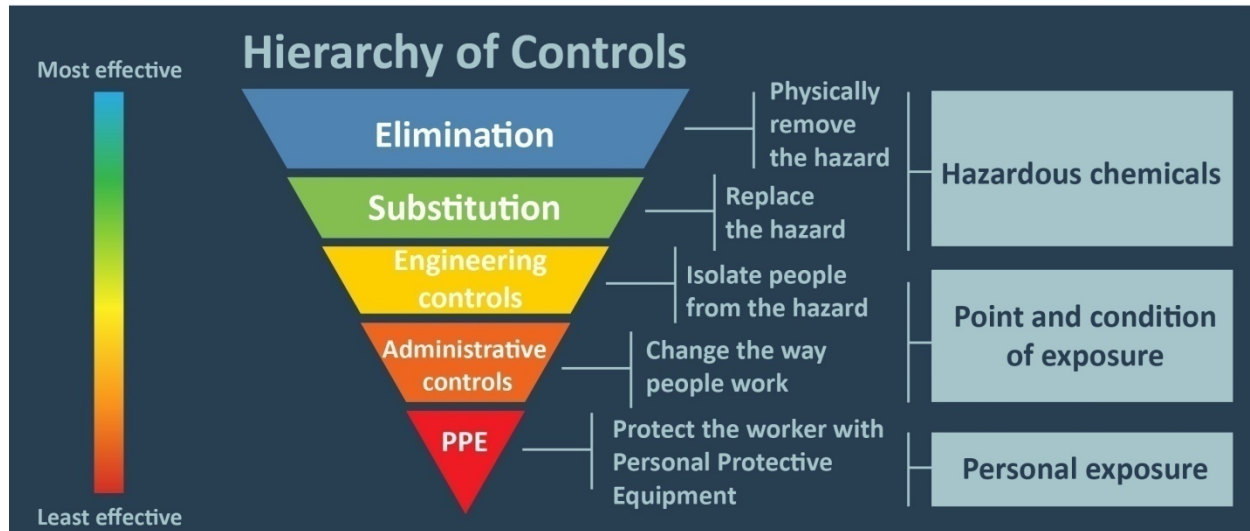 Hierarchy of Controls
Most effective
Least effective
Elimination
Physically
remove
the hazard
Substitution
Replace
the hazard
Hazardous chemicals
Engineering
controls
Isolate people
from the hazard
Administrative
controls
Change the way
people work
Point and condition
of exposure
PPE
Protect the worker with
Personal Protective
Equipment
Personal exposure